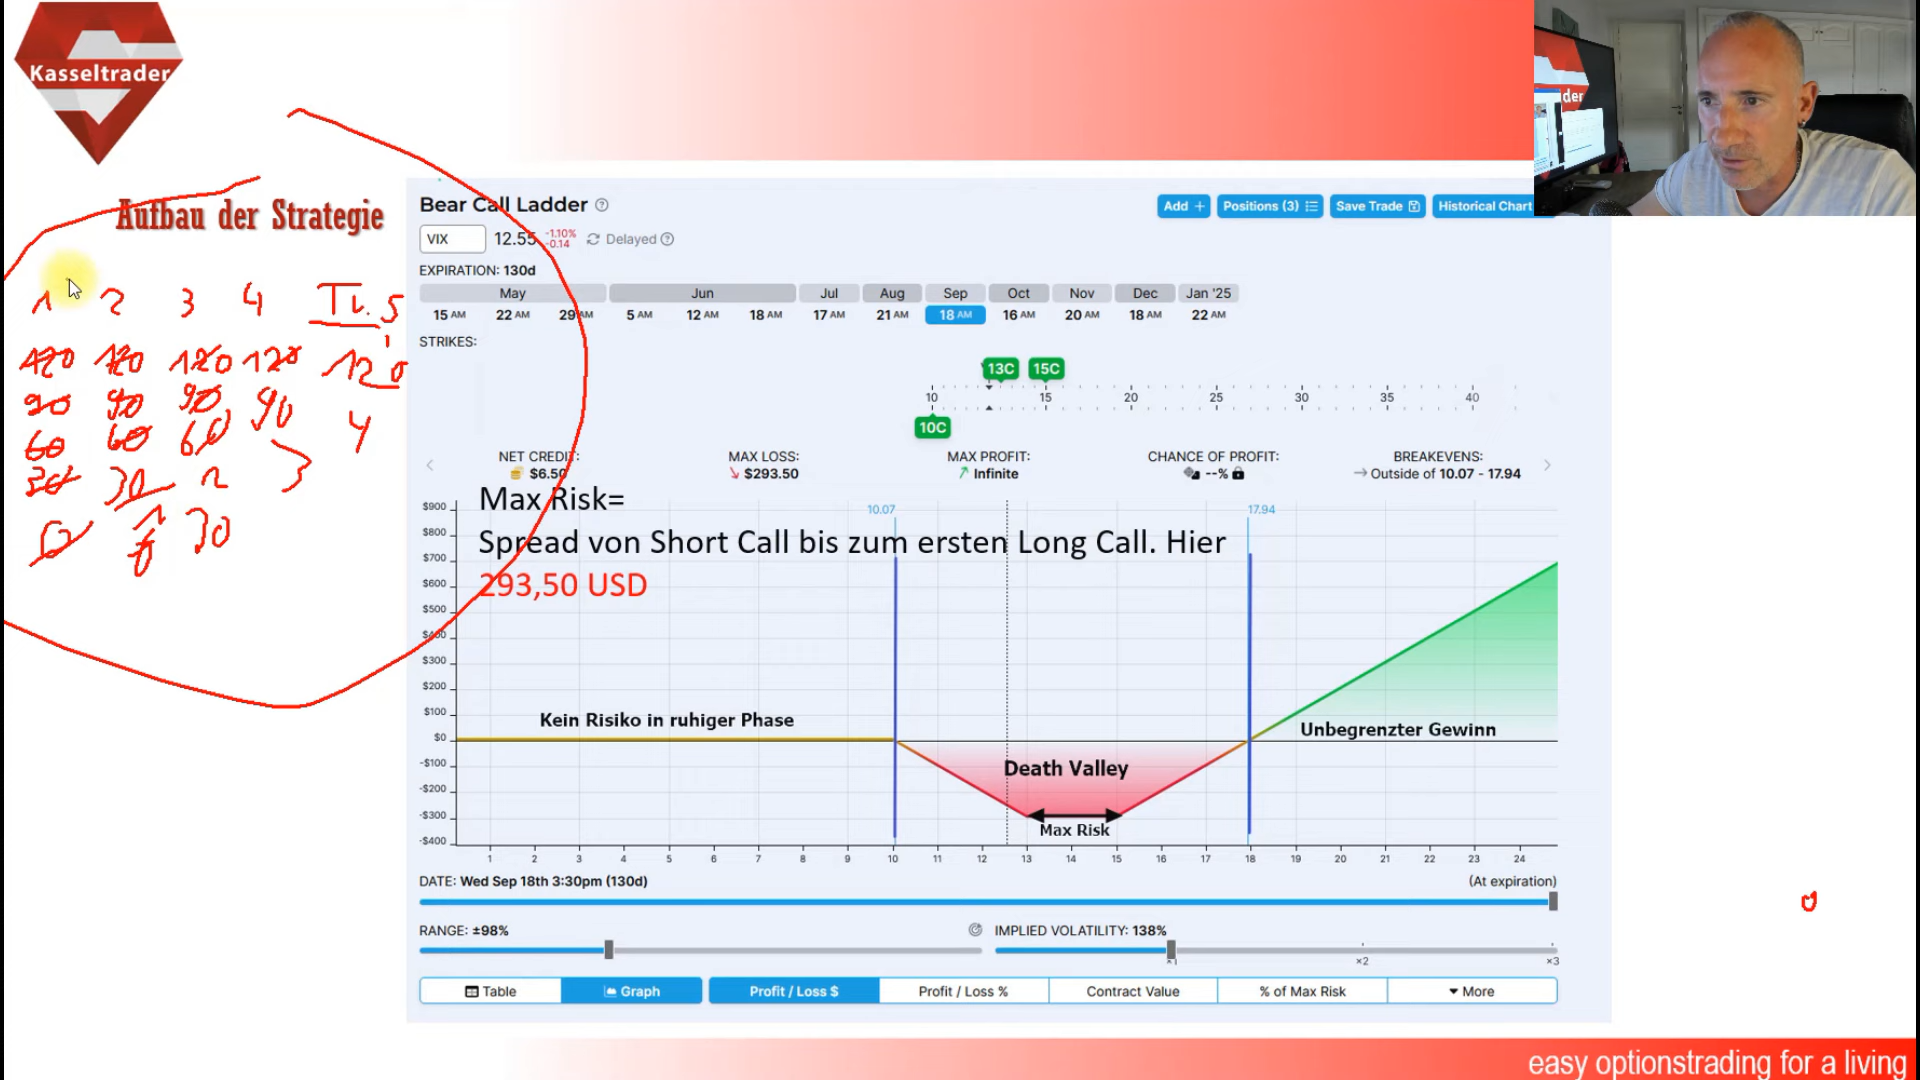 Kasseltrader
der
Aufbau der Strategie
1 2 3 4 Tr. 5
120 120 120 120 120
90 90 90 90 4
60 60 60 3
30 30 2
0 1 30
0
Bear Call Ladder
Add + Positions (3) Save Trade Historical Chart
VIX 12.55 -1.10% -0.14 Delayed
EXPIRATION: 130d
May Jun Jul Aug Sep Oct Nov Dec Jan '25
15 AM 22 AM 29 AM 5 AM 12 AM 18 AM 17 AM 21 AM 18 AM 16 AM 20 AM 18 AM 22 AM
STRIKES:
13C 15C
10 15 20 25 30 35 40
10C
NET CREDIT: MAX LOSS: MAX PROFIT: CHANCE OF PROFIT: BREAKEVENS:
$6.50 $293.50 Infinite --% Outside of 10.07 - 17.94
Max Risk=
Spread von Short Call bis zum ersten Long Call. Hier
293,50 USD
10.07 17.94
$900
$800
$700
$600
$500
$400
$300
$200
$100
$0
-$100
-$200
-$300
-$400
Kein Risiko in ruhiger Phase
Unbegrenzter Gewinn
Death Valley
Max Risk
1 2 3 4 5 6 7 8 9 10 11 12 13 14 15 16 17 18 19 20 21 22 23 24
DATE: Wed Sep 18th 3:30pm (130d) (At expiration)
RANGE: ±98% IMPLIED VOLATILITY: 138%
×1 ×2 ×3
Table Graph Profit / Loss $ Profit / Loss % Contract Value % of Max Risk More
easy optionstrading for a living